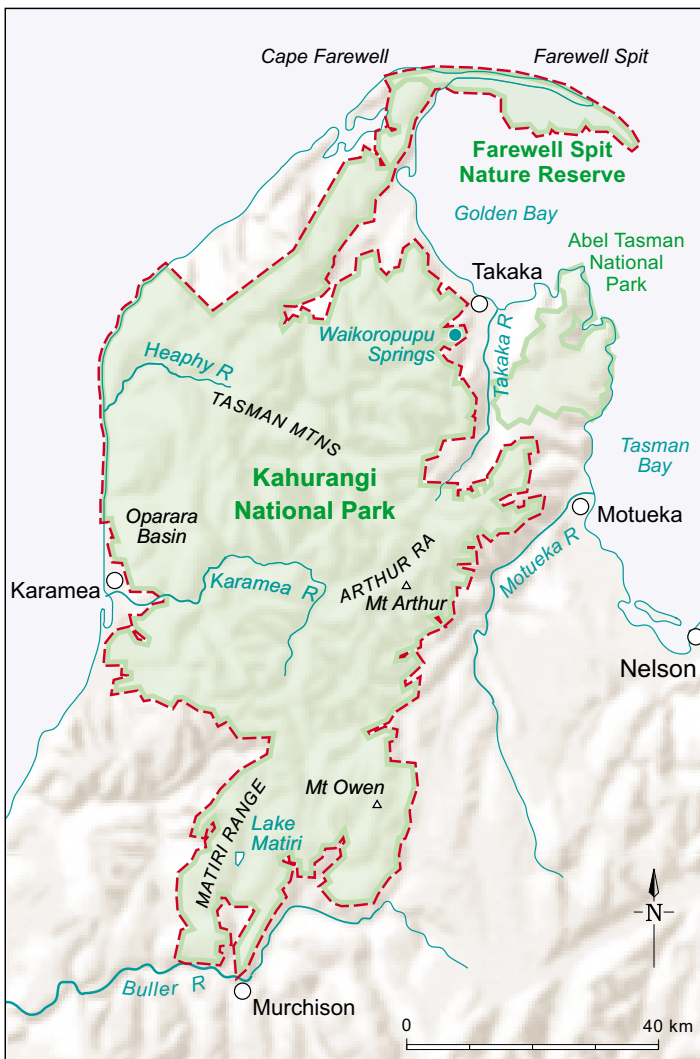 Cape Farewell
Farewell Spit
Farewell Spit
Nature Reserve
Golden Bay
Abel Tasman
National
Park
Takaka
Waikoropupu
Springs
Takaka R
Heaphy R
TASMAN MTNS
Tasman
Bay
Kahurangi
National Park
Oparara
Basin
Motueka
Motueka R
Karamea
Karamea R
ARTHUR RA
Mt Arthur
Nelson
Mt Owen
MATIRI RANGE
Lake
Matiri
N
Buller R
Murchison
0
40 km